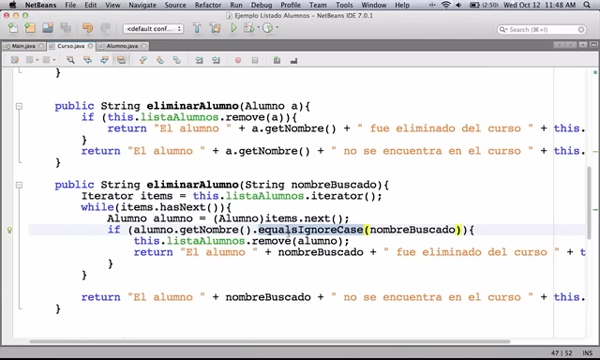 NetBeans File Edit View Navigate Source Refactor Run Debug Profile Team Tools Window Help (2:50) Wed Oct 12 11:48 AM
Ejemplo Listado Alumnos - NetBeans IDE 7.0.1
<default conf... Search (⌘+I)
Main.java Curso.java Alumno.java
}
public String eliminarAlumno(Alumno a){
if (this.listaAlumnos.remove(a)){
return "El alumno " + a.getNombre() + " fue eliminado del curso " + this.
}
return "El alumno " + a.getNombre() + " no se encuentra en el curso " + this.
}
public String eliminarAlumno(String nombreBuscado){
Iterator items = this.listaAlumnos.iterator();
while(items.hasNext()){
Alumno alumno = (Alumno)items.next();
if (alumno.getNombre().equalsIgnoreCase(nombreBuscado)){
this.listaAlumnos.remove(alumno);
return "El alumno " + nombreBuscado + " fue eliminado del curso " + t
}
}
return "El alumno " + nombreBuscado + " no se encuentra en el curso " + this.
}
47 | 52 INS